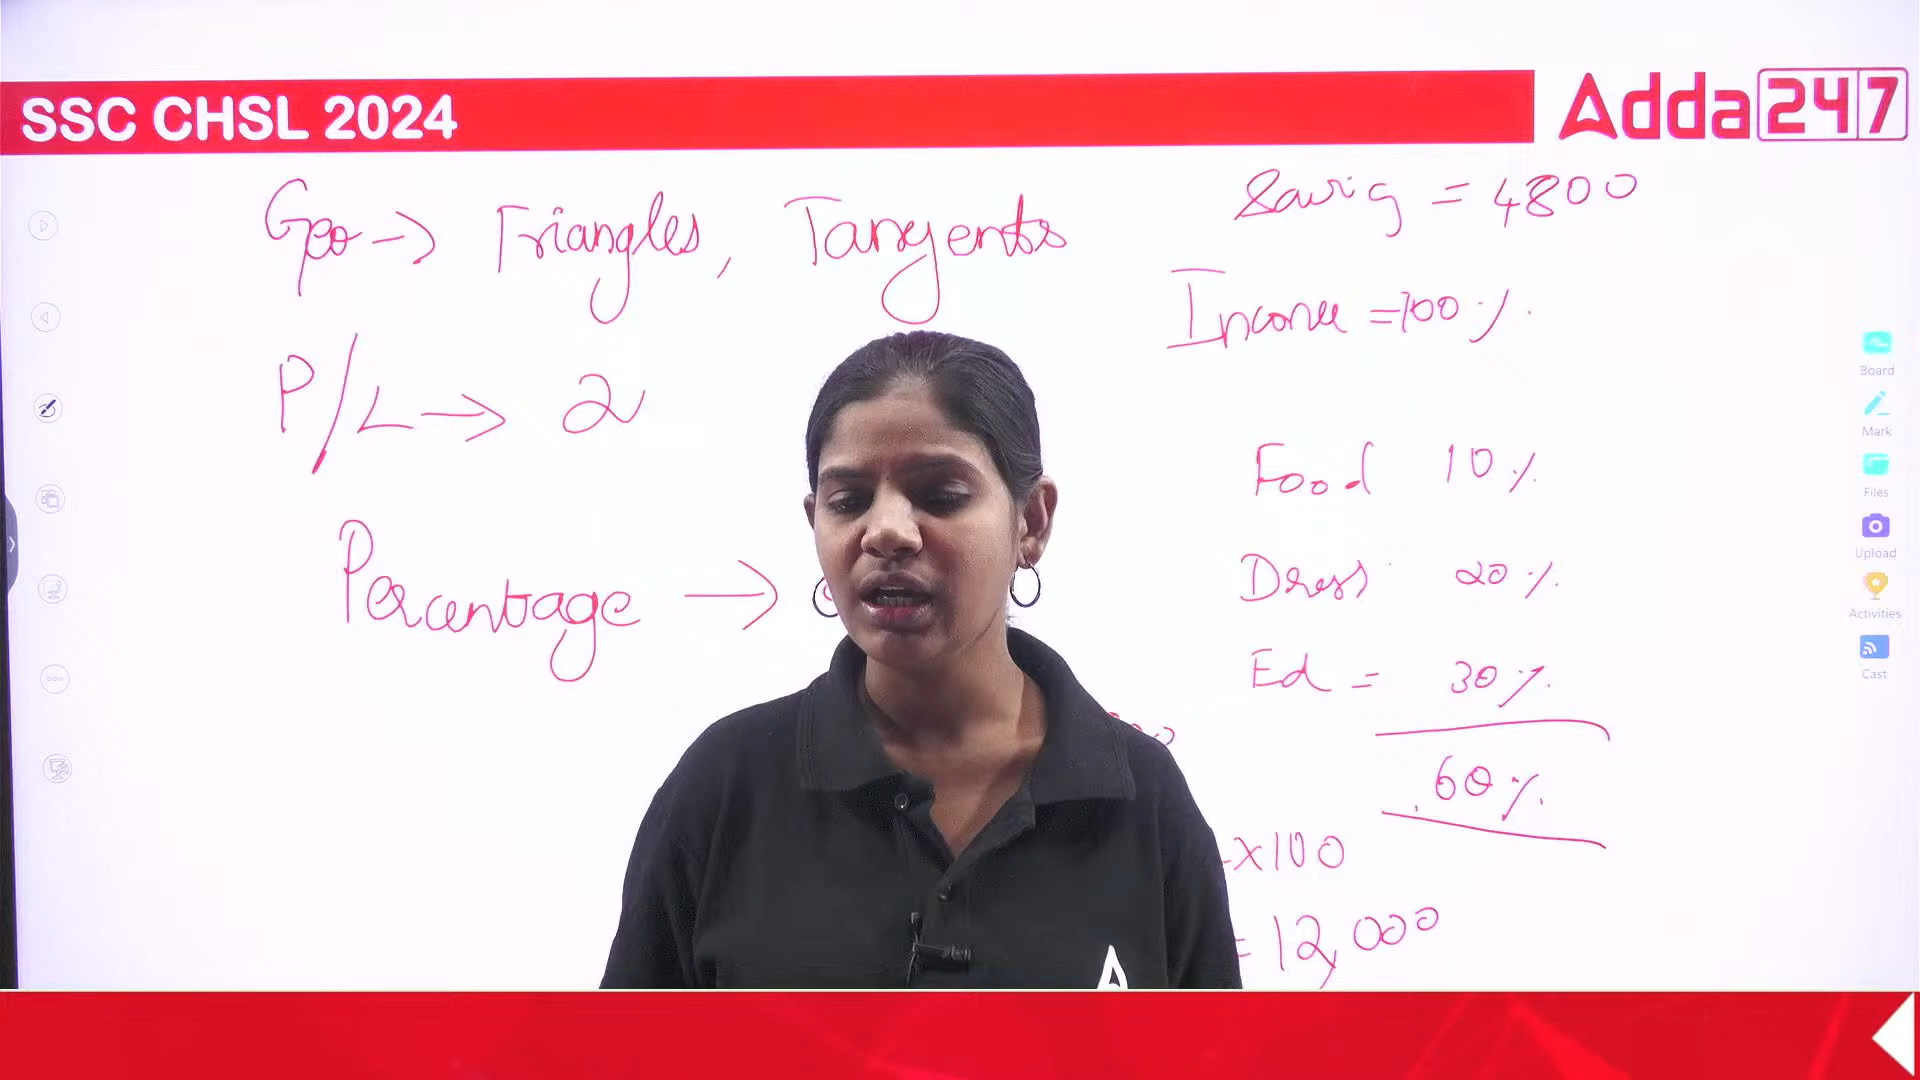 SSC CHSL 2024
Adda247
Geo → Triangles, Tangents
P/L → 2
Percentage →
Saving = 4800
Income = 100%.
Food 10%
Dress 20%.
Ed = 30%.
60%.
x100
= 12,000
Board
Mark
Files
Upload
Activities
Cast